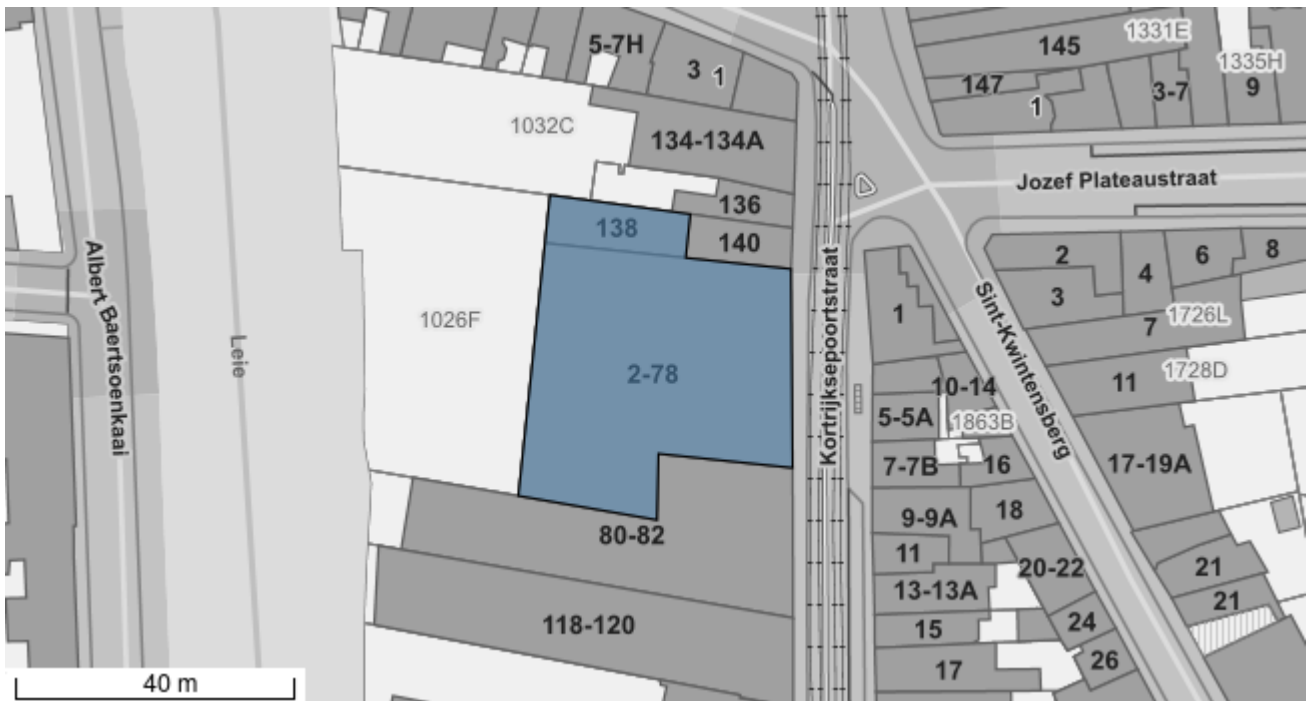 5-7H
3
1
145
1331E
1335H
147
1
3-7
9
1032C
134-134A
Jozef Plateaustraat
136
138
140
2
4
6
8
3
1
7
1726L
Albert Baertsoenkaai
Leie
1026F
2-78
Kortrijksepoortstraat
Sint-Kwintensberg
10-14
11
1728D
5-5A
1863B
7-7B
16
17-19A
9-9A
18
80-82
11
20-22
21
13-13A
21
118-120
15
24
17
26
40 m